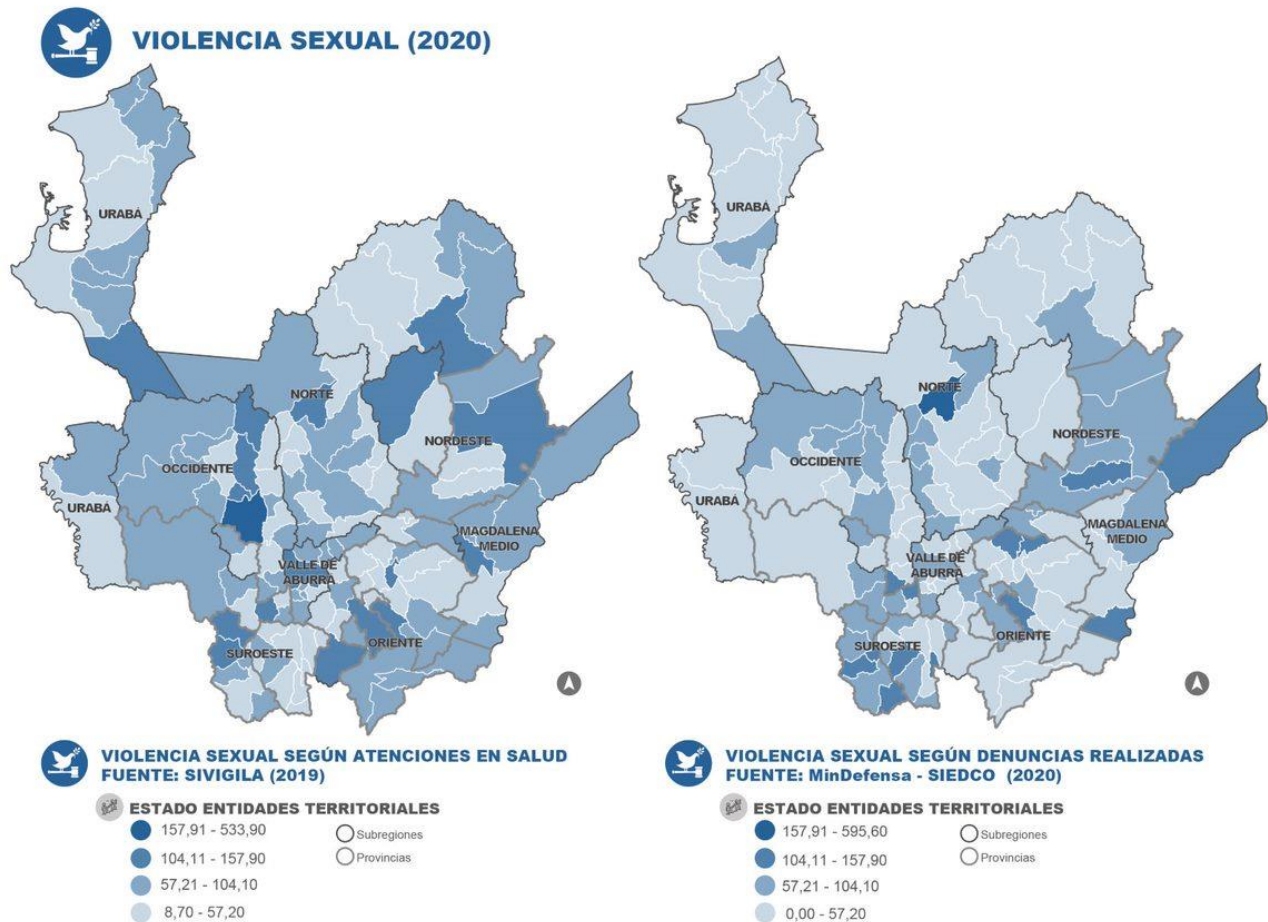 VIOLENCIA SEXUAL (2020)
URABÁ
NORTE
NORDESTE
OCCIDENTE
URABÁ
MAGDALENA
MEDIO
VALLE DE
ABURRÁ
SUROESTE
ORIENTE
VIOLENCIA SEXUAL SEGÚN ATENCIONES EN SALUD
FUENTE: SIVIGILA (2019)
ESTADO ENTIDADES TERRITORIALES
157,91 - 533,90
Subregiones
104,11 - 157,90
Provincias
57,21 - 104,10
8,70 - 57,20
URABÁ
NORTE
NORDESTE
OCCIDENTE
URABÁ
MAGDALENA
MEDIO
VALLE DE
ABURRÁ
SUROESTE
ORIENTE
VIOLENCIA SEXUAL SEGÚN DENUNCIAS REALIZADAS
FUENTE: MinDefensa - SIEDCO (2020)
ESTADO ENTIDADES TERRITORIALES
157,91 - 595,60
Subregiones
104,11 - 157,90
Provincias
57,21 - 104,10
0,00 - 57,20